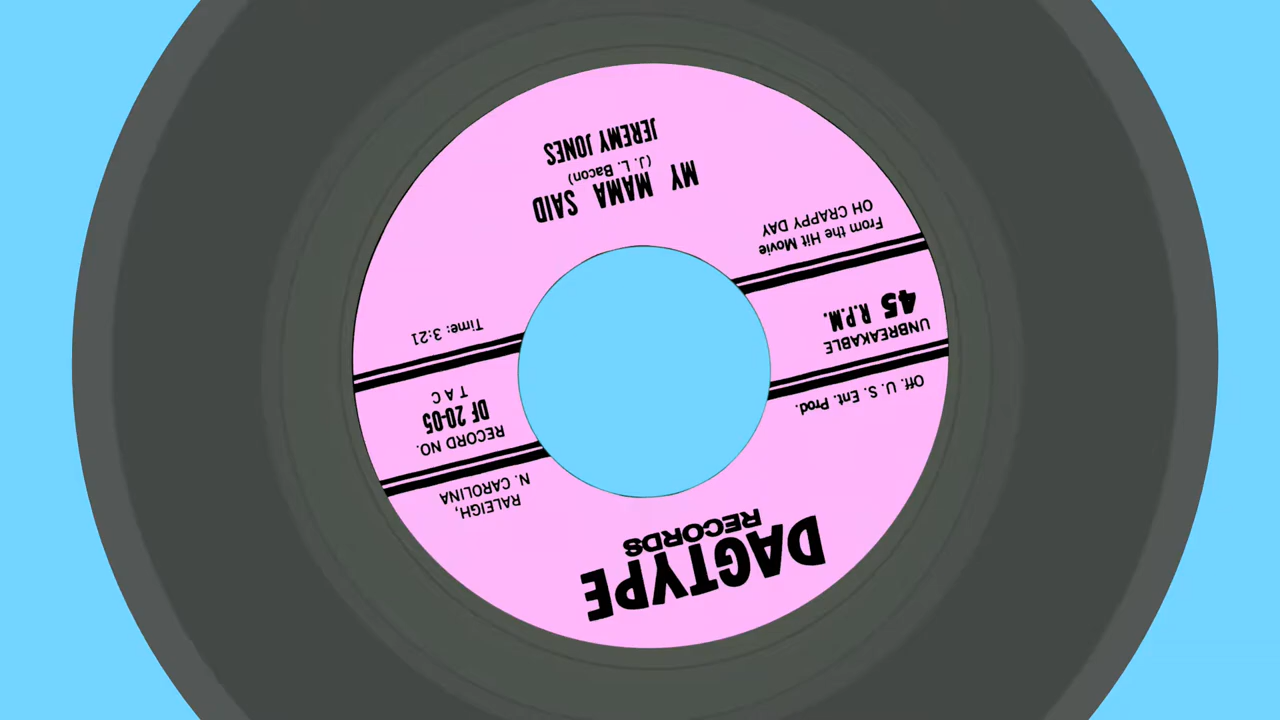 DAGTYPE
RECORDS
Off. U. S. Ent. Prod.
RALEIGH,
N. CAROLINA
UNBREAKABLE
45 R.P.M.
RECORD NO.
DF 20-05
T A C
From the Hit Movie
OH CRAPPY DAY
Time: 3:21
MY MAMA SAID
(J. L. Bacon)
JEREMY JONES